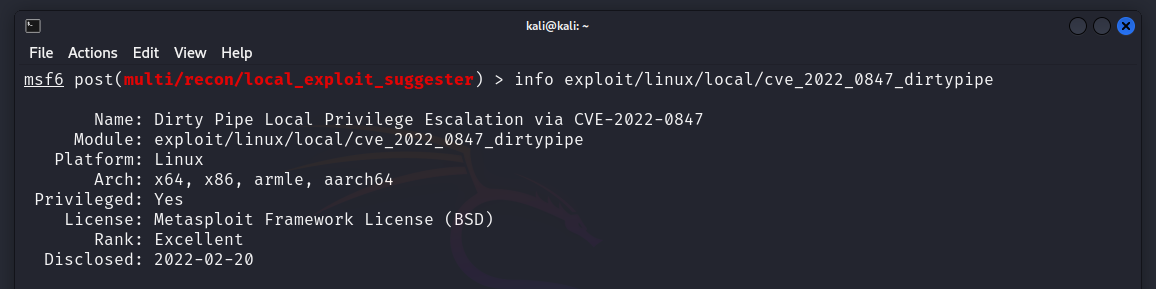 kali@kali: ~
File Actions Edit View Help
msf6 post(multi/recon/local_exploit_suggester) > info exploit/linux/local/cve_2022_0847_dirtypipe
Name: Dirty Pipe Local Privilege Escalation via CVE-2022-0847
Module: exploit/linux/local/cve_2022_0847_dirtypipe
Platform: Linux
Arch: x64, x86, armle, aarch64
Privileged: Yes
License: Metasploit Framework License (BSD)
Rank: Excellent
Disclosed: 2022-02-20